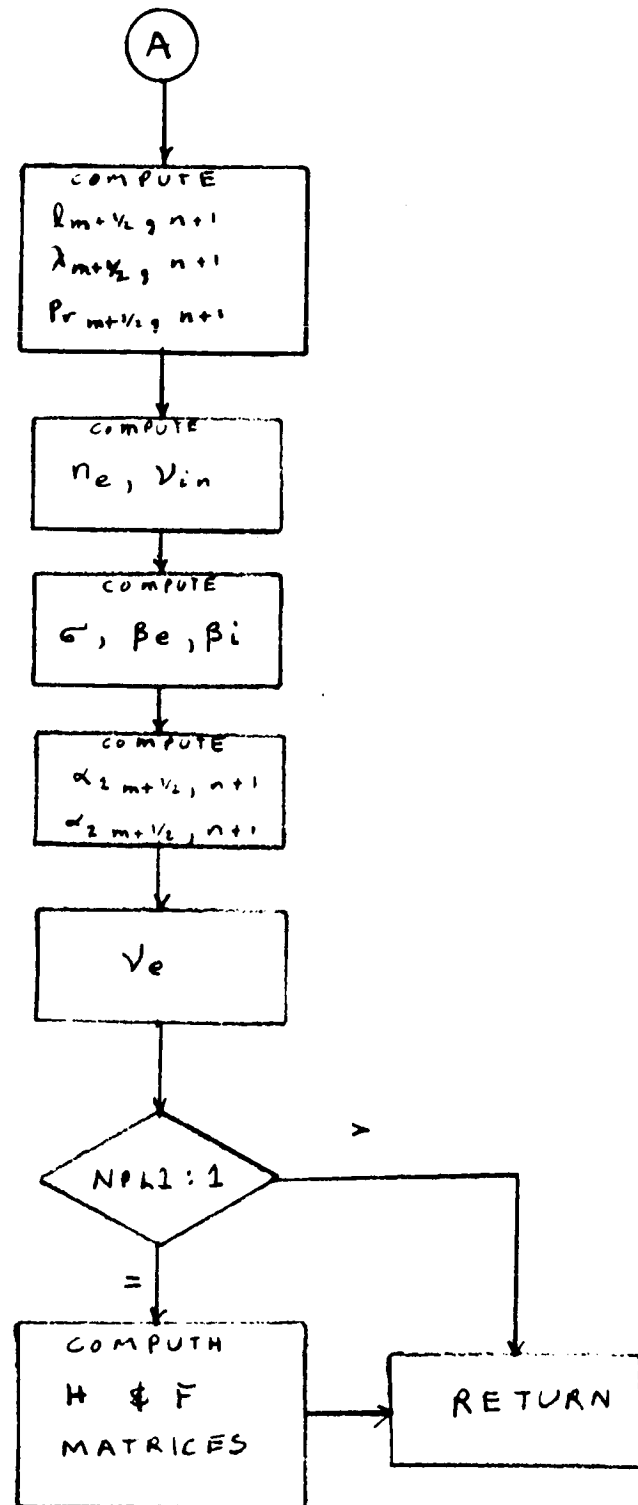 A
COMPUTE
lm+1/2, n+1
λm+1/2, n+1
Pr m+1/2, n+1
COMPUTE
ne, νin
COMPUTE
σ, βe, βi
COMPUTE
α2 m+1/2, n+1
α2 m+1/2, n+1
νe
>
NPL1:1
=
COMPUTH
H & F
MATRICES
RETURN